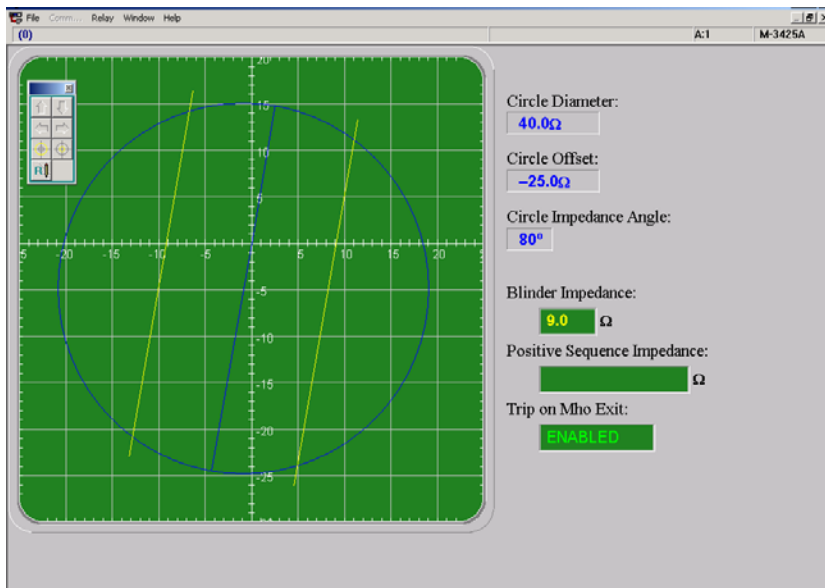 File Comm... Relay Window Help
(0) A:1 M-3425A
20
15
10
5
-20 -15 -10 -5 5 10 15 20
-5
-10
-15
-20
-25
R
Circle Diameter:
40.0Ω
Circle Offset:
–25.0Ω
Circle Impedance Angle:
80º
Blinder Impedance:
9.0 Ω
Positive Sequence Impedance:
Ω
Trip on Mho Exit:
ENABLED